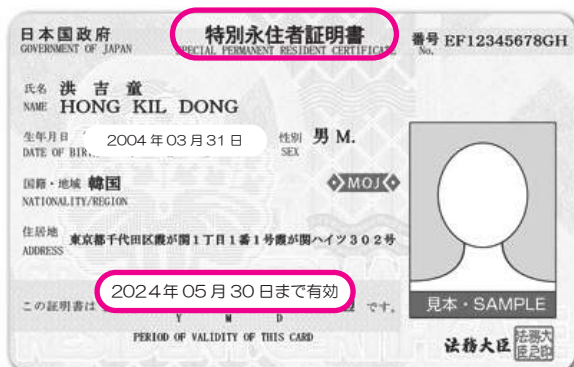 日本国政府
GOVERNMENT OF JAPAN
特別永住者証明書
SPECIAL PERMANENT RESIDENT CERTIFICATE
番号 EF12345678GH
No.
氏名 洪 吉 童
NAME HONG KIL DONG
生年月日 2004年03月31日 性別 男 M.
DATE OF SEX
国籍・地域 韓国
NATIONALITY/REGION
MOJ
住居地 東京都千代田区霞が関1丁目1番1号霞が関ハイツ302号
ADDRESS
2024年05月30日まで有効
この証明書は です。
Y M D
PERIOD OF VALIDITY OF THIS CARD
見本・SAMPLE
法務大臣